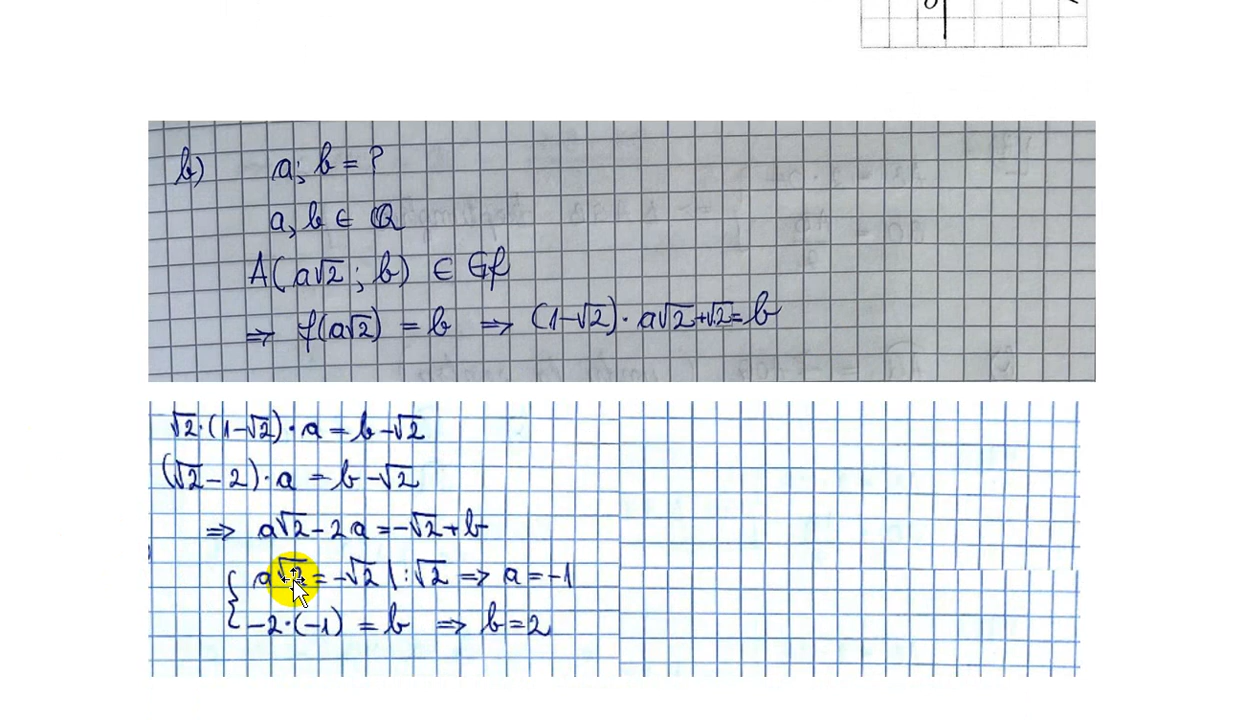 b) a; b = ?
a, b ∈ ℚ
A(a√2; b) ∈ Gf
⇒ f(a√2) = b ⇒ (1-√2)· a√2+√2=b
√2·(1-√2)·a = b-√2
(√2-2)·a = b-√2
⇒ a√2-2a=-√2+b
{ a√2=-√2 |:√2 ⇒ a=-1
-2·(-1) = b ⇒ b=2